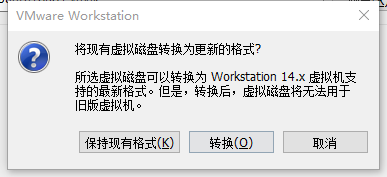 VMware Workstation
将现有虚拟磁盘转换为更新的格式?
所选虚拟磁盘可以转换为 Workstation 14.x 虚拟机支
持的最新格式。但是，转换后，虚拟磁盘将无法用于
旧版虚拟机。
保持现有格式(K)
转换(O)
取消